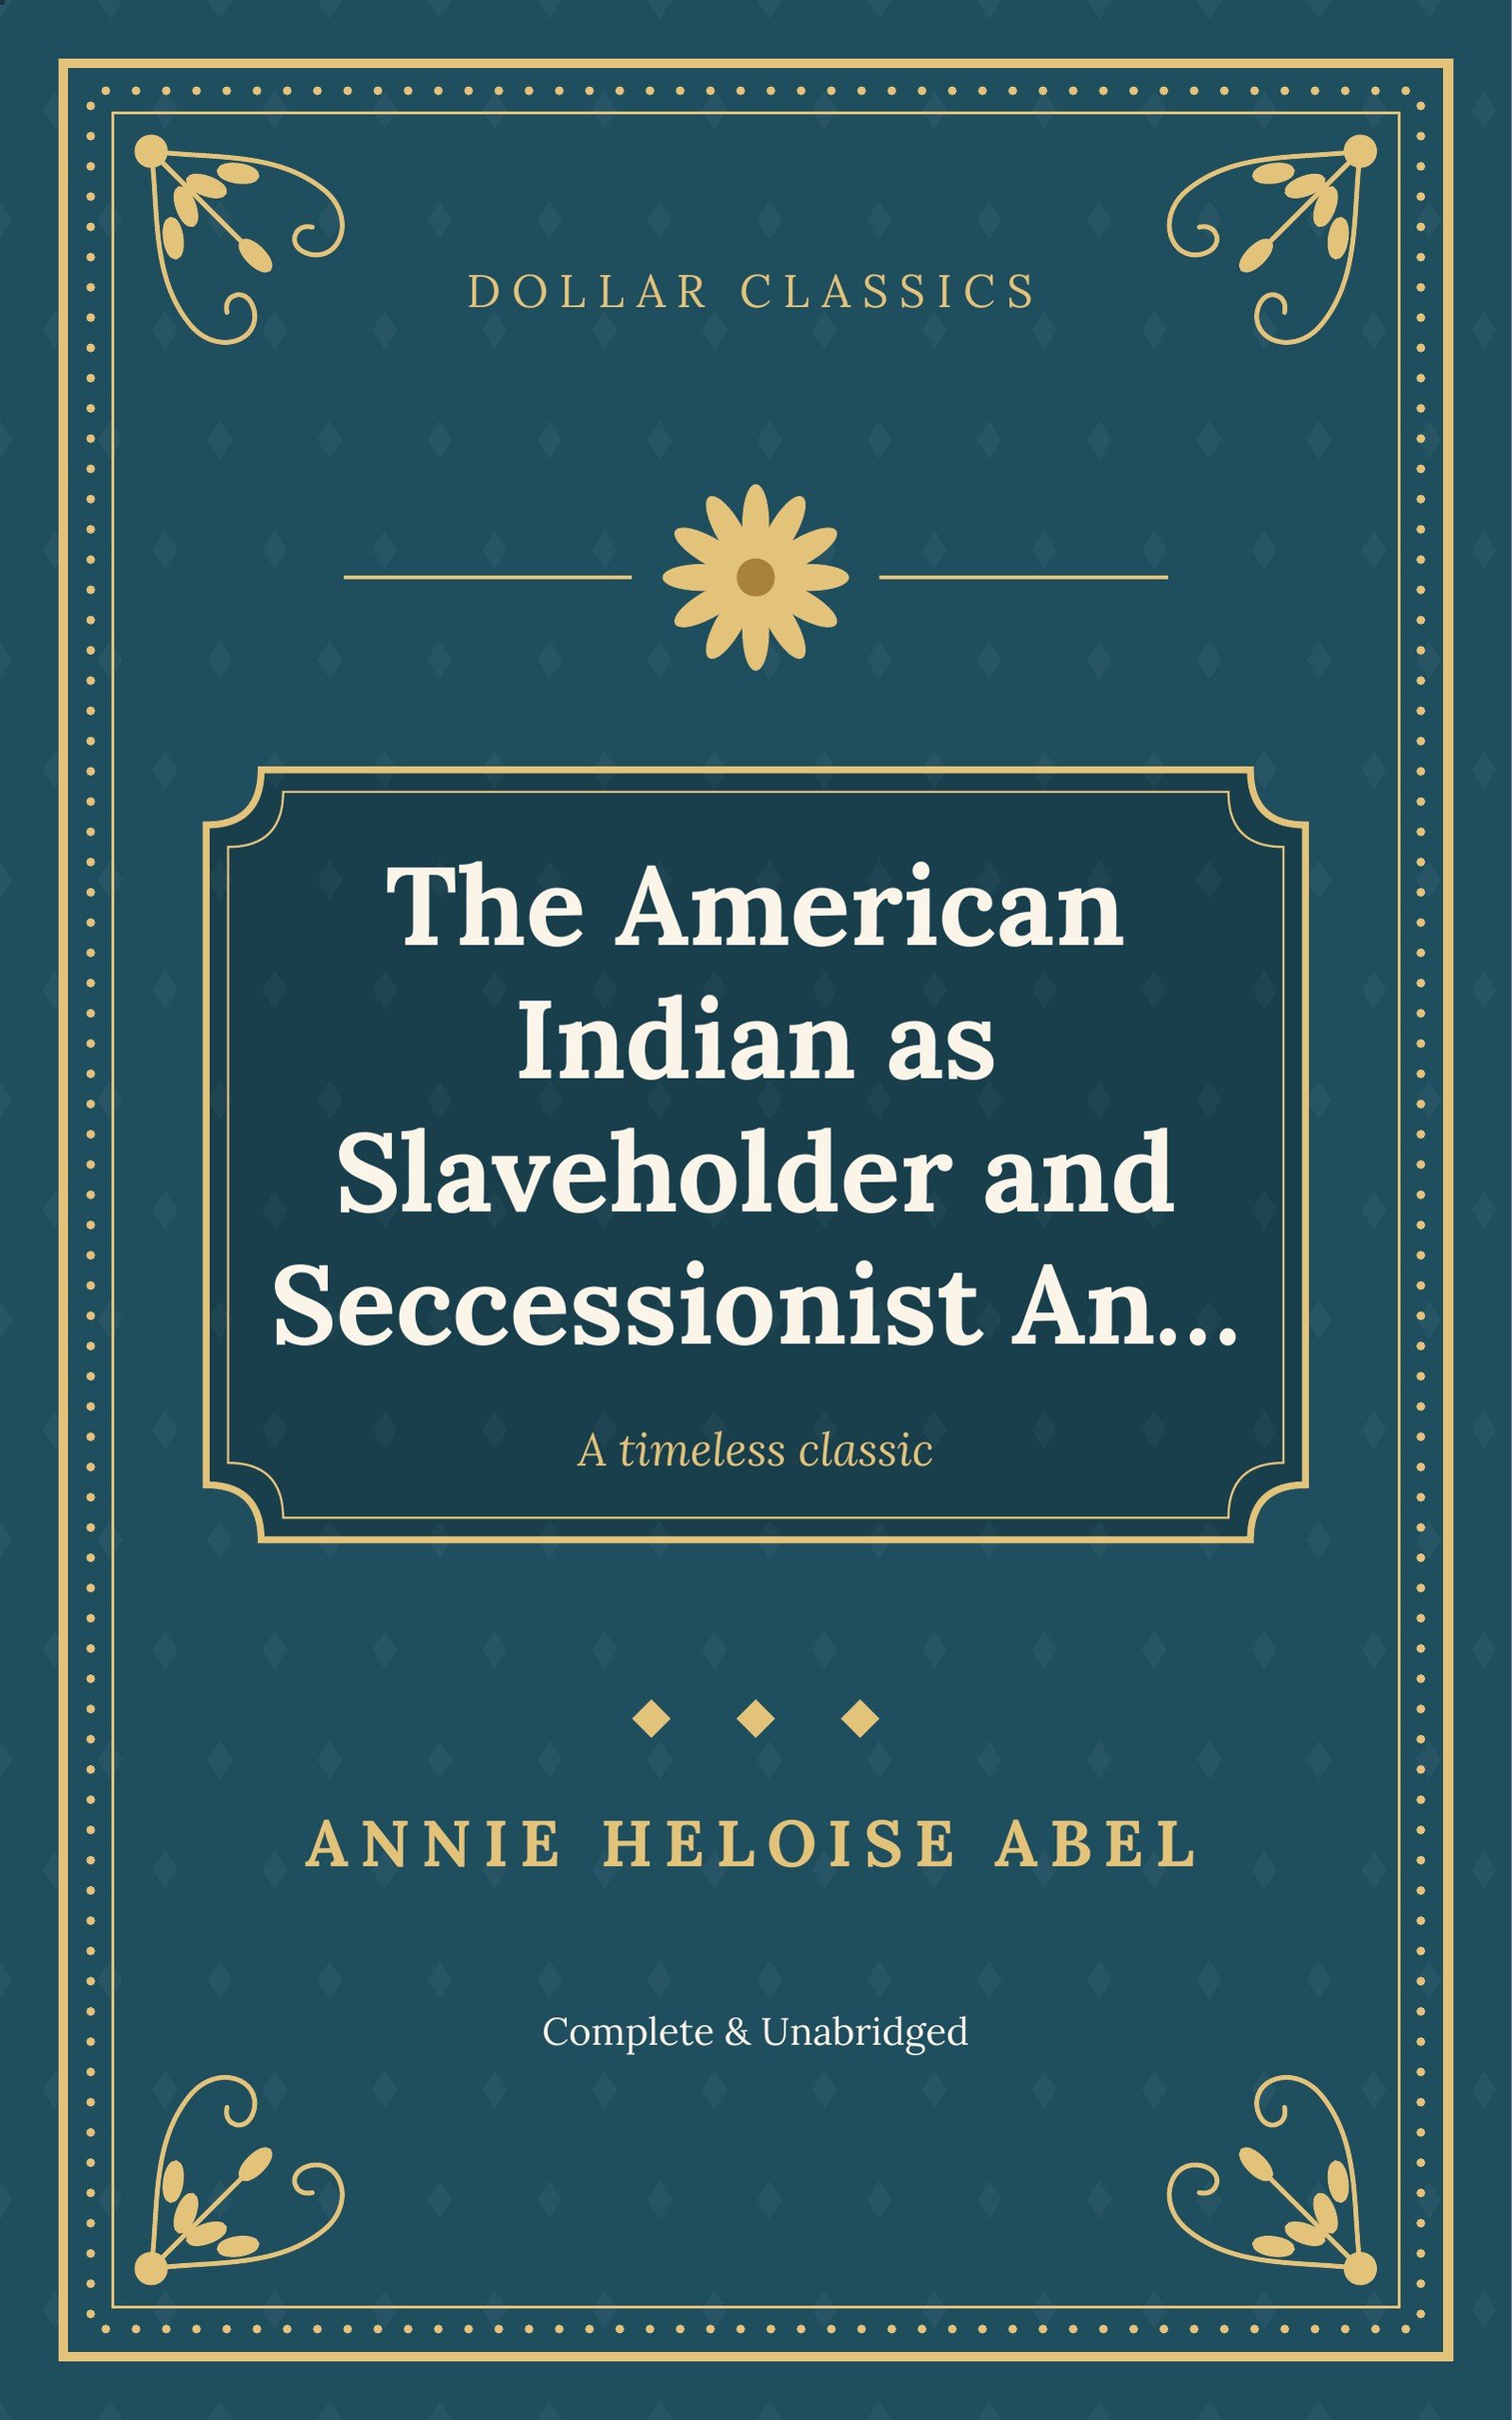 DOLLAR CLASSICS
The American
Indian as
Slaveholder and
Seccessionist An...
A timeless classic
ANNIE HELOISE ABEL
Complete & Unabridged